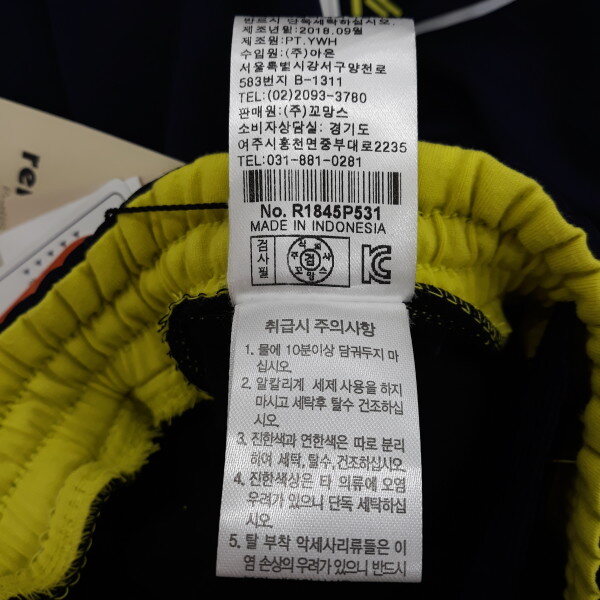 반드시 단독세탁하십시오.
제조년월:2018.09월
제조원:PT.YWH
수입원:(주)아은
서울특별시강서구양천로
583번지 B-1311
TEL:(02)2093-3780
판매원:(주)꼬망스
소비자상담실: 경기도
여주시흥천면중부대로2235
TEL:031-881-0281
No. R1845P531
MADE IN INDONESIA
검사필
검
꼬망스
취급시 주의사항
1. 물에 10분이상 담궈두지 마
십시오.
2. 알칼리계 세제 사용을 하지
마시고 세탁후 탈수 건조하십
시오.
3. 진한색과 연한색은 따로 분리
하여 세탁,탈수,건조하십시오.
4. 진한색상은 타 의류에 오염
우려가 있으니 단독 세탁하십
시오.
5. 탈 부착 악세사리류들은 이
염 손상의 우려가 있으니 반드시